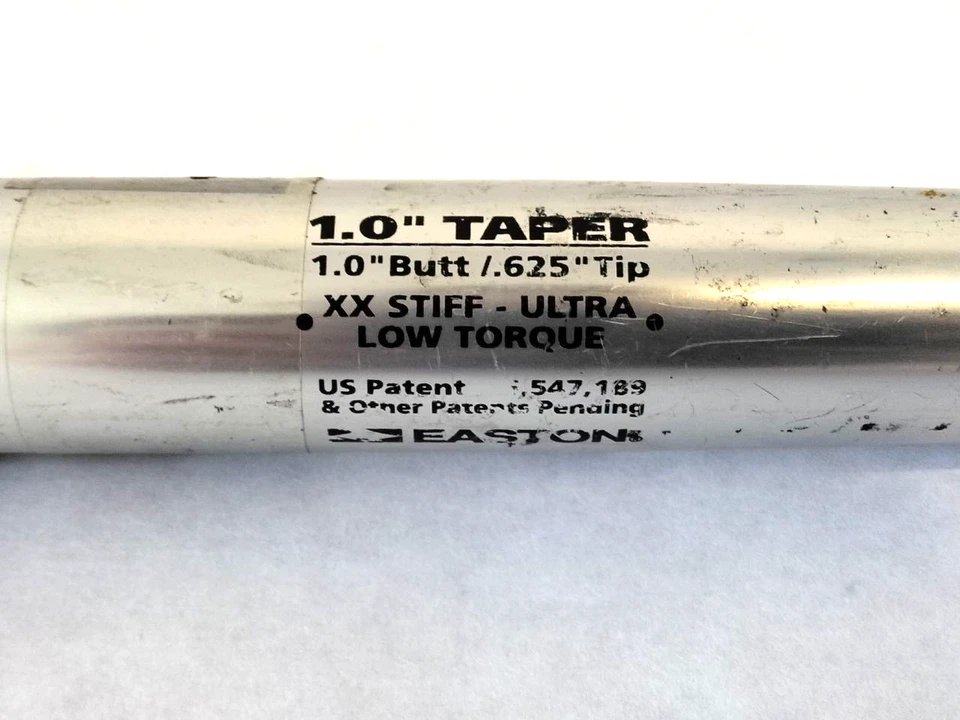 1.0" TAPER
1.0"Butt /.625"Tip
XX STIFF - ULTRA
LOW TORQUE
US Patent ,547,189
& Other Patents Pending
EASTON